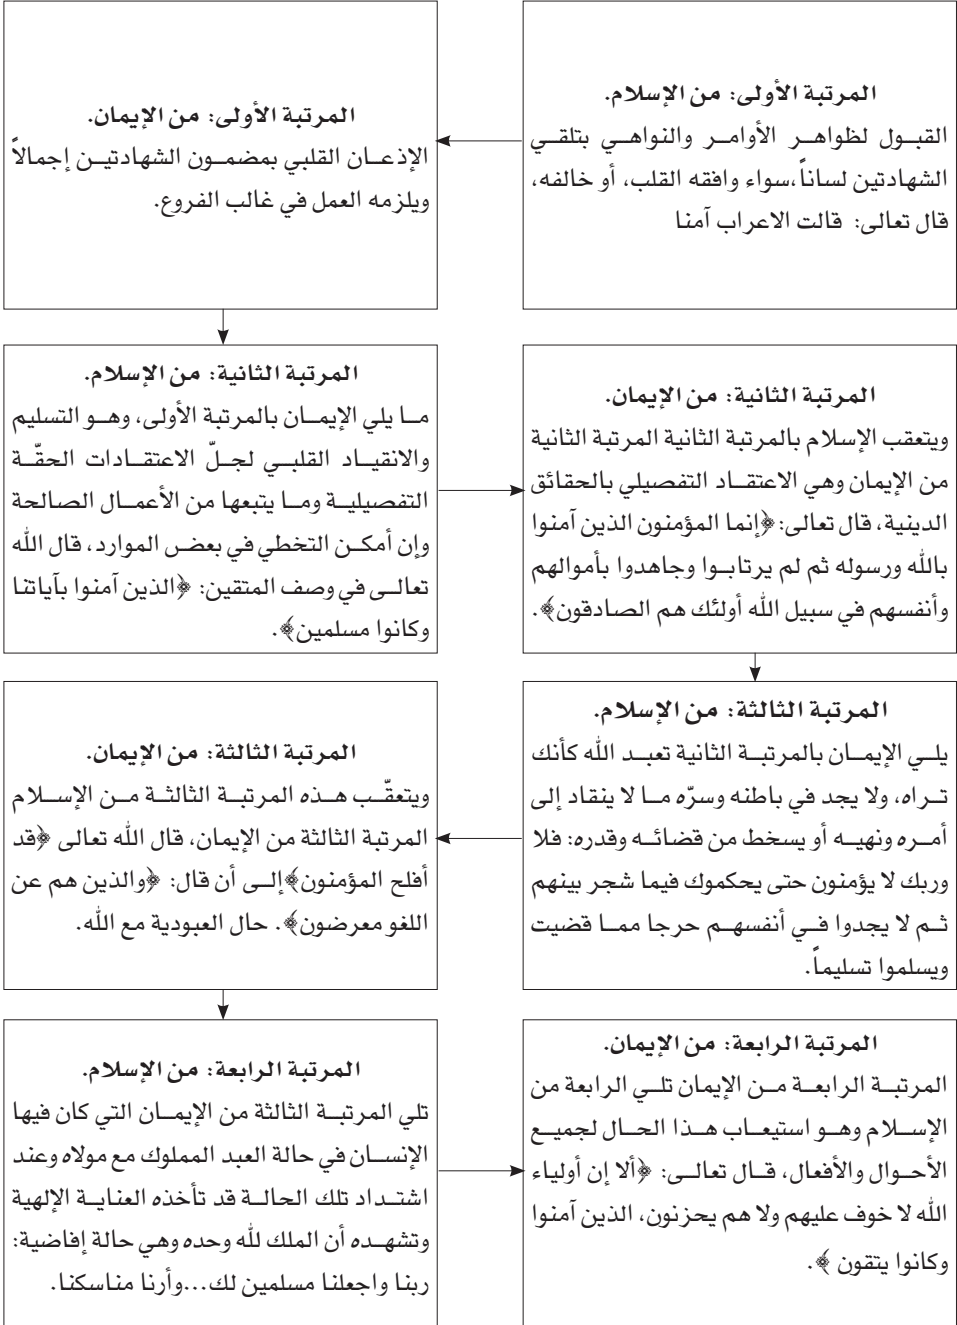 المرتبة الأولى: من الإسلام.
القبول لظواهر الأوامر والنواهي بتلقي
الشهادتين لساناً،سواء وافقه القلب، أو خالفه،
قال تعالى: قالت الاعراب آمنا
المرتبة الأولى: من الإيمان.
الإذعان القلبي بمضمون الشهادتين إجمالاً
ويلزمه العمل في غالب الفروع.
المرتبة الثانية: من الإسلام.
ما يلي الإيمان بالمرتبة الأولى، وهو التسليم
والانقياد القلبي لجلّ الاعتقادات الحقّة
التفصيلية وما يتبعها من الأعمال الصالحة
وإن أمكن التخطي في بعض الموارد، قال الله
تعالى في وصف المتقين: ﴿الذين آمنوا بآياتنا
وكانوا مسلمين﴾.
المرتبة الثانية: من الإيمان.
ويتعقب الإسلام بالمرتبة الثانية المرتبة الثانية
من الإيمان وهي الاعتقاد التفصيلي بالحقائق
الدينية، قال تعالى: ﴿إنما المؤمنون الذين آمنوا
بالله ورسوله ثم لم يرتابوا وجاهدوا بأموالهم
وأنفسهم في سبيل الله أولئك هم الصادقون﴾.
المرتبة الثالثة: من الإسلام.
يلي الإيمان بالمرتبة الثانية تعبد الله كأنك
تراه، ولا يجد في باطنه وسرّه ما لا ينقاد إلى
أمره ونهيه أو يسخط من قضائه وقدره: فلا
وربك لا يؤمنون حتى يحكموك فيما شجر بينهم
ثم لا يجدوا في أنفسهم حرجا مما قضيت
ويسلموا تسليماً.
المرتبة الثالثة: من الإيمان.
ويتعقّب هذه المرتبة الثالثة من الإسلام
المرتبة الثالثة من الإيمان، قال الله تعالى ﴿قد
أفلح المؤمنون﴾إلى أن قال: ﴿والذين هم عن
اللغو معرضون﴾. حال العبودية مع الله.
المرتبة الرابعة: من الإسلام.
تلي المرتبة الثالثة من الإيمان التي كان فيها
الإنسان في حالة العبد المملوك مع مولاه وعند
اشتداد تلك الحالة قد تأخذه العناية الإلهية
وتشهده أن الملك لله وحده وهي حالة إفاضية:
ربنا واجعلنا مسلمين لك...وأرنا مناسكنا.
المرتبة الرابعة: من الإيمان.
المرتبة الرابعة من الإيمان تلي الرابعة من
الإسلام وهو استيعاب هذا الحال لجميع
الأحوال والأفعال، قال تعالى: ﴿ألا إن أولياء
الله لا خوف عليهم ولا هم يحزنون، الذين آمنوا
وكانوا يتقون ﴾.